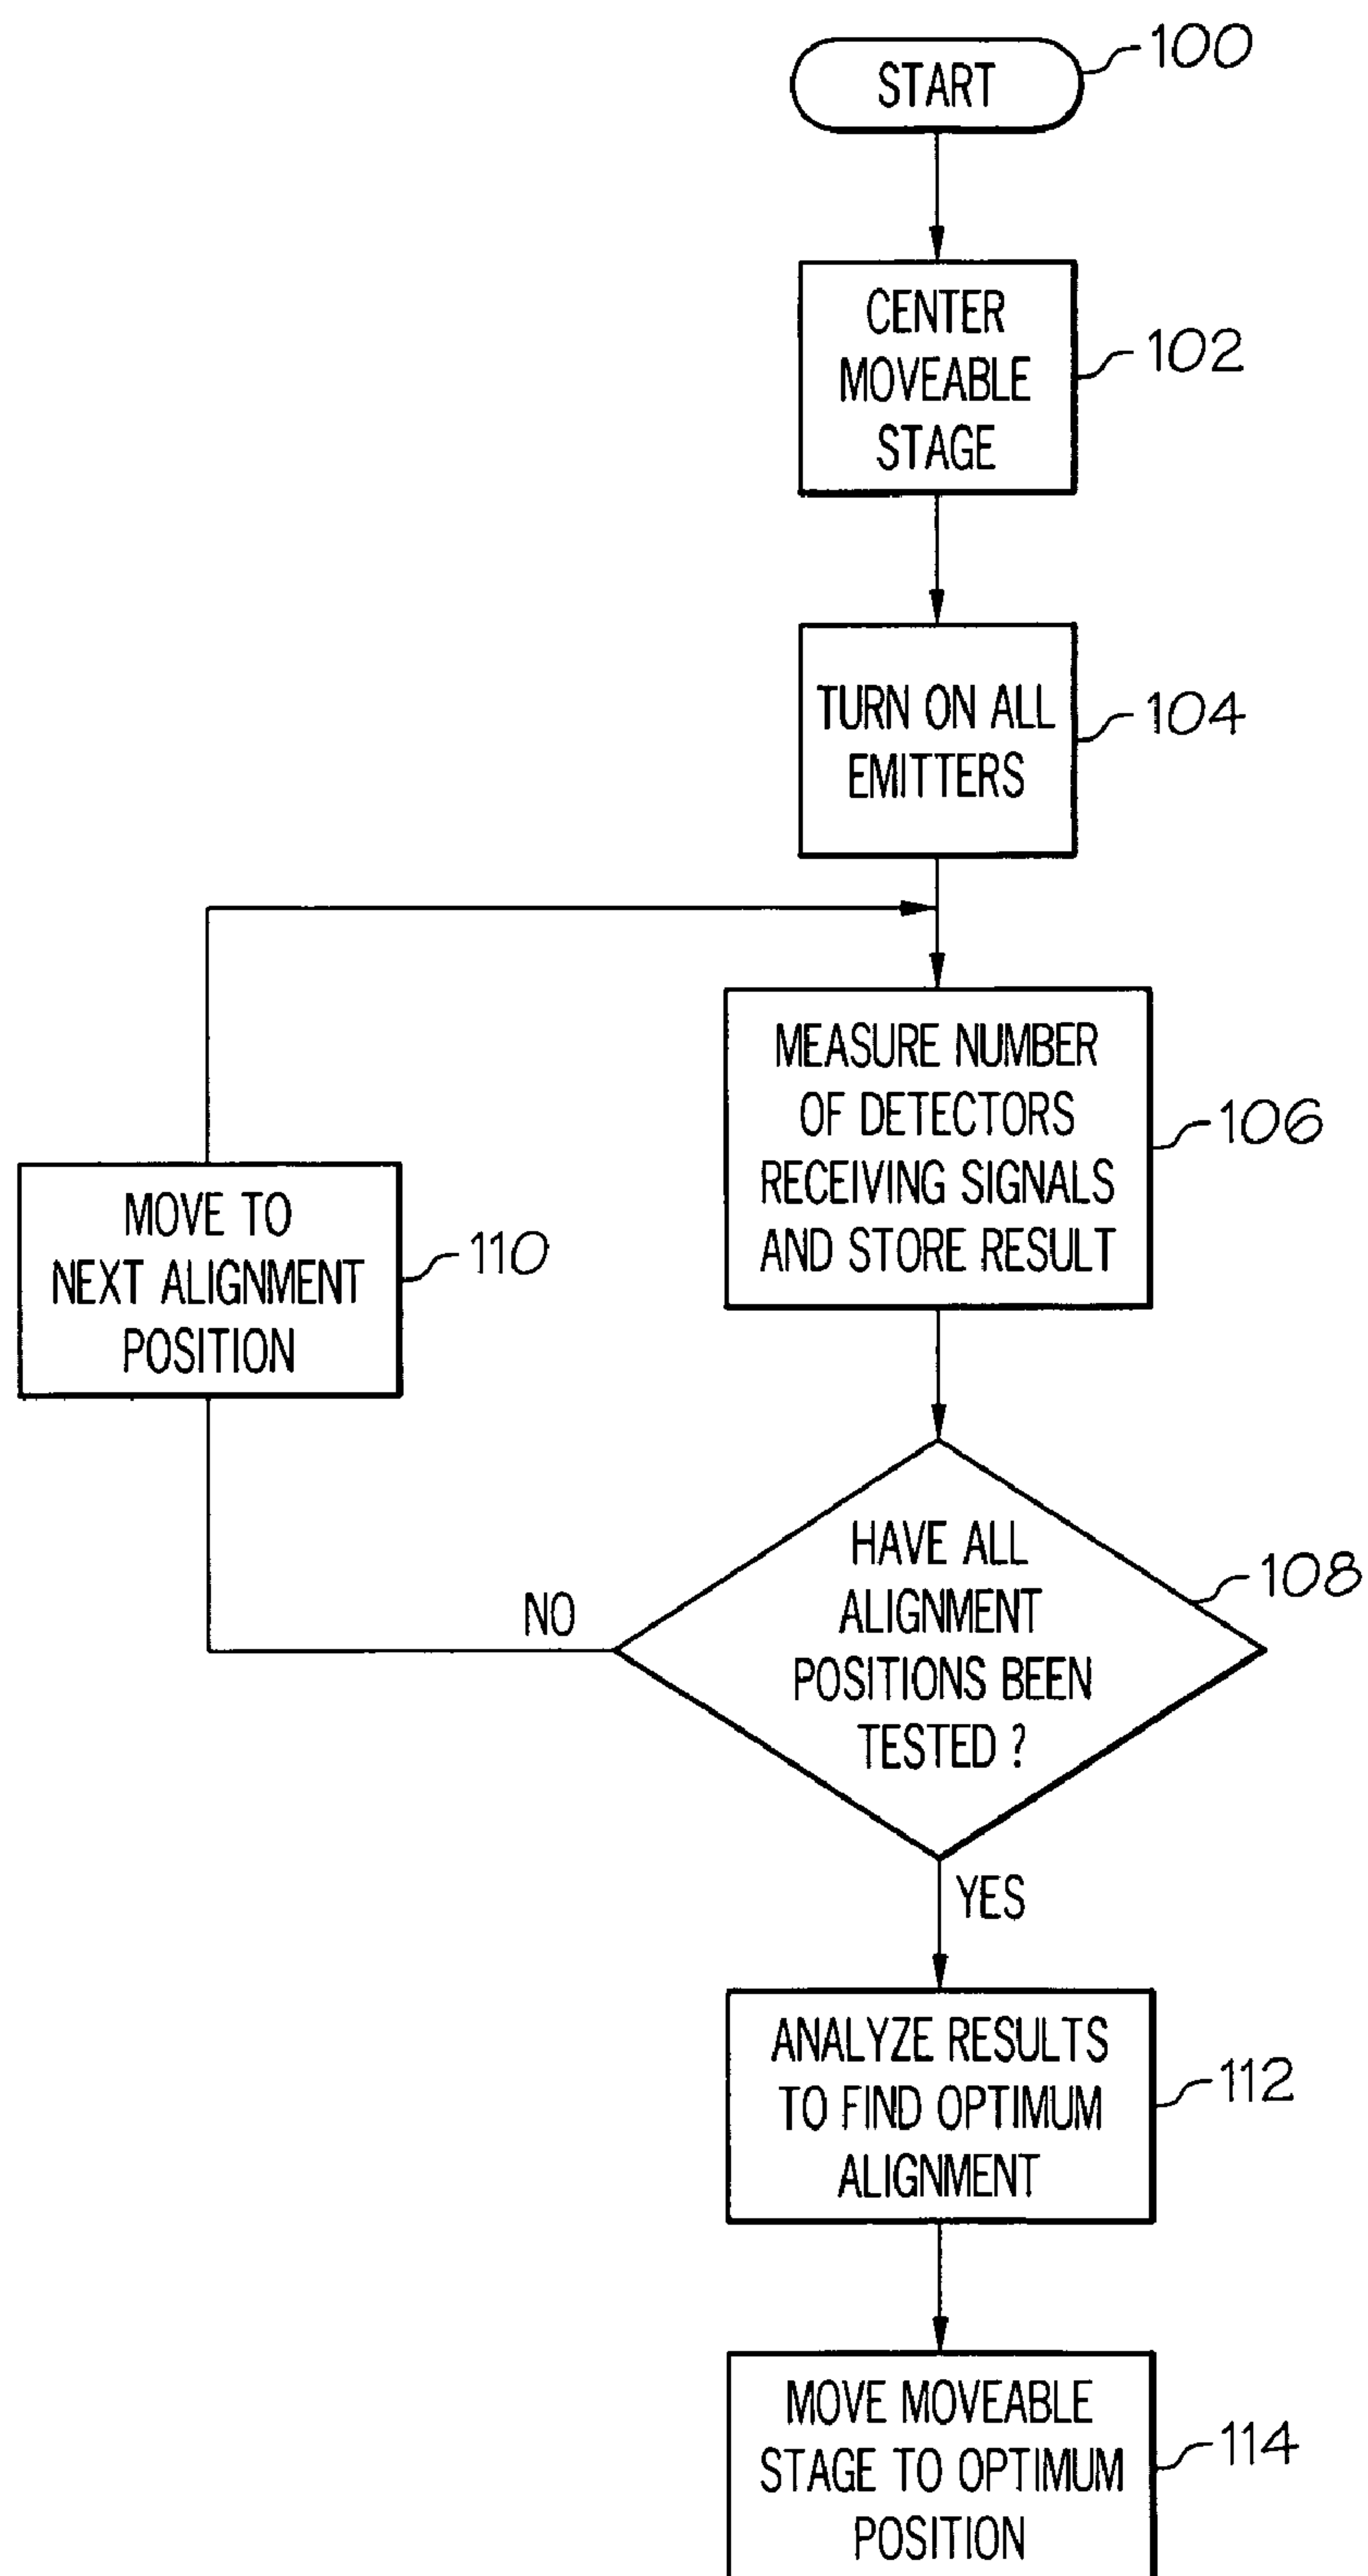 START
100
CENTER
MOVEABLE
STAGE
102
TURN ON ALL
EMITTERS
104
MEASURE NUMBER
OF DETECTORS
RECEIVING SIGNALS
AND STORE RESULT
106
MOVE TO
NEXT ALIGNMENT
POSITION
110
HAVE ALL
ALIGNMENT
POSITIONS BEEN
TESTED ?
108
NO
YES
ANALYZE RESULTS
TO FIND OPTIMUM
ALIGNMENT
112
MOVE MOVEABLE
STAGE TO OPTIMUM
POSITION
114